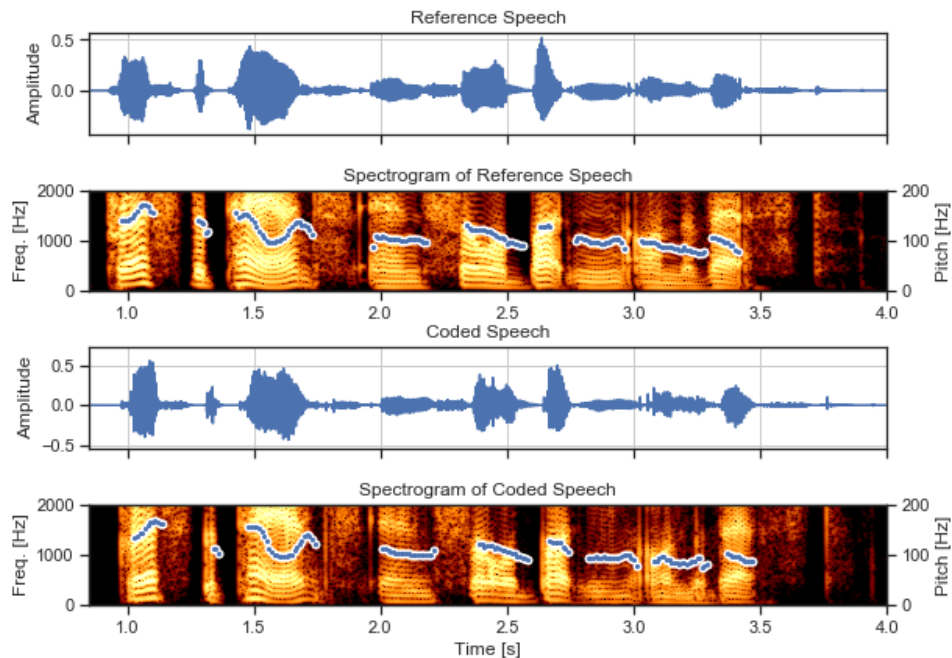 Reference Speech
Amplitude
0.5
0.0
Spectrogram of Reference Speech
Freq. [Hz]
2000
1000
0
200
100
0
Pitch [Hz]
1.0 1.5 2.0 2.5 3.0 3.5 4.0
Coded Speech
Amplitude
0.5
0.0
−0.5
Spectrogram of Coded Speech
Freq. [Hz]
2000
1000
0
200
100
0
Pitch [Hz]
1.0 1.5 2.0 2.5 3.0 3.5 4.0
Time [s]